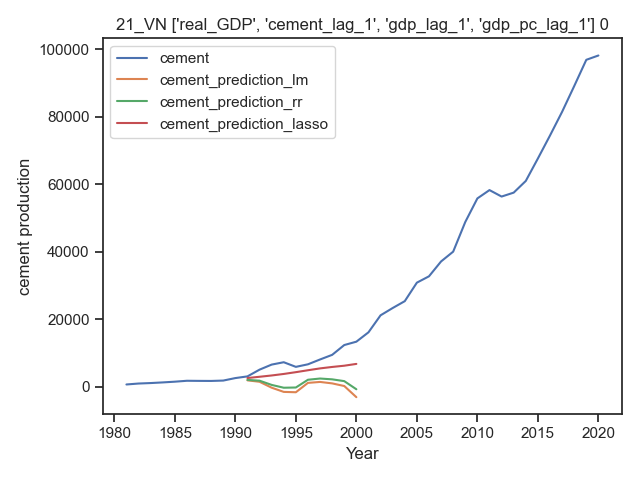 21_VN ['real_GDP', 'cement_lag_1', 'gdp_lag_1', 'gdp_pc_lag_1'] 0
cement
cement_prediction_lm
cement_prediction_rr
cement_prediction_lasso
cement production
100000
80000
60000
40000
20000
0
1980 1985 1990 1995 2000 2005 2010 2015 2020
Year